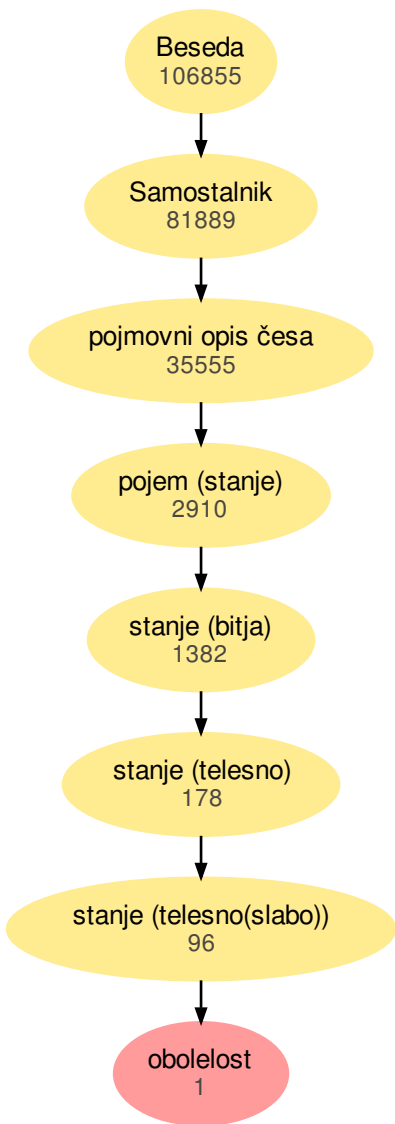 Beseda
106855
Samostalnik
81889
pojmovni opis česa
35555
pojem (stanje)
2910
stanje (bitja)
1382
stanje (telesno)
178
stanje (telesno(slabo))
96
obolelost
1